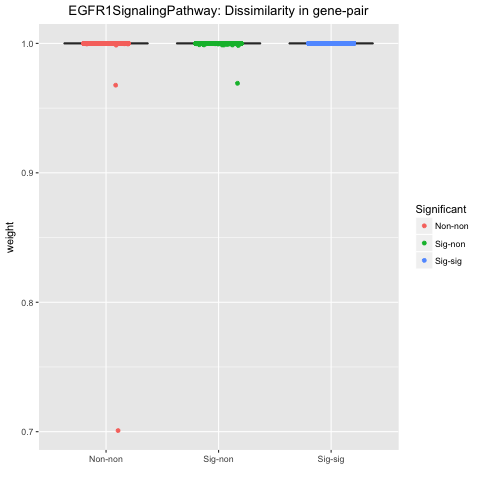 EGFR1SignalingPathway: Dissimilarity in gene-pair
1.0
0.9
0.8
0.7
weight
Non-non
Sig-non
Sig-sig
Significant
Non-non
Sig-non
Sig-sig